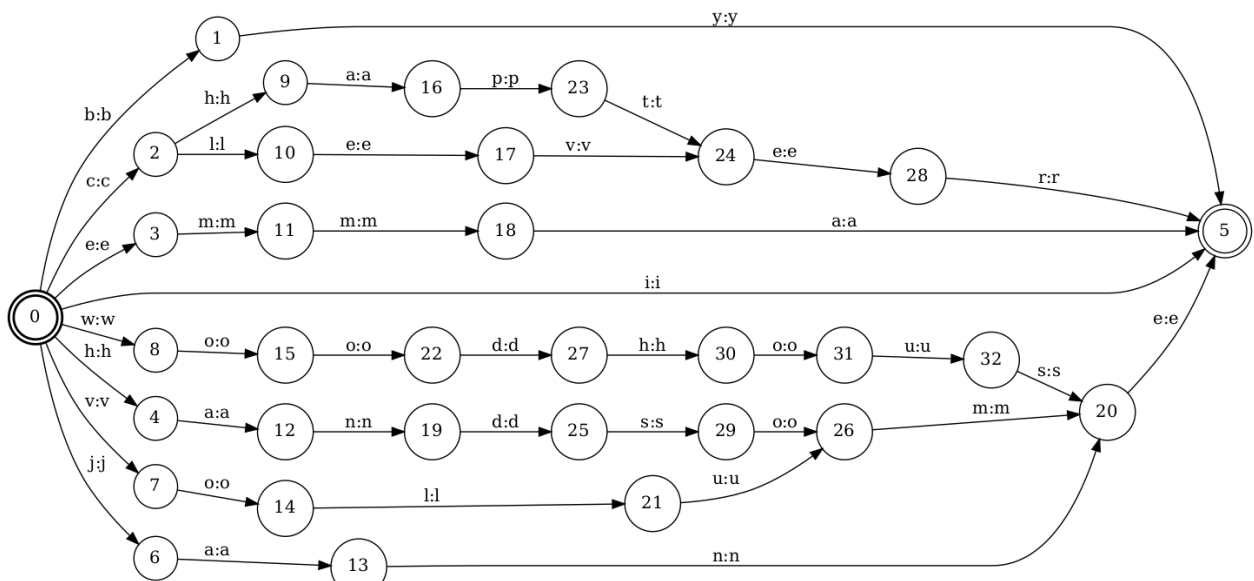 y:y
1
b:b
h:h
9
a:a
16
p:p
23
t:t
c:c
2
l:l
10
e:e
17
v:v
24
e:e
28
r:r
e:e
3
m:m
11
m:m
18
a:a
5
i:i
0
w:w
8
o:o
15
o:o
22
d:d
27
h:h
30
o:o
31
u:u
32
s:s
e:e
h:h
4
a:a
12
n:n
19
d:d
25
s:s
29
o:o
26
m:m
20
v:v
7
o:o
14
l:l
21
u:u
j:j
6
a:a
13
n:n